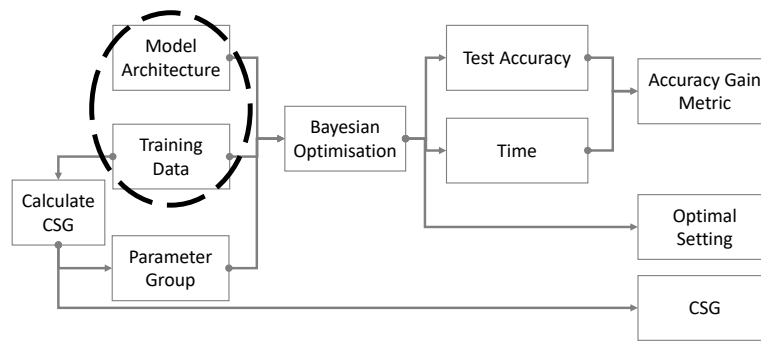 Model
Architecture
Test Accuracy
Accuracy Gain
Metric
Training
Data
Bayesian
Optimisation
Time
Calculate
CSG
Parameter
Group
Optimal
Setting
CSG